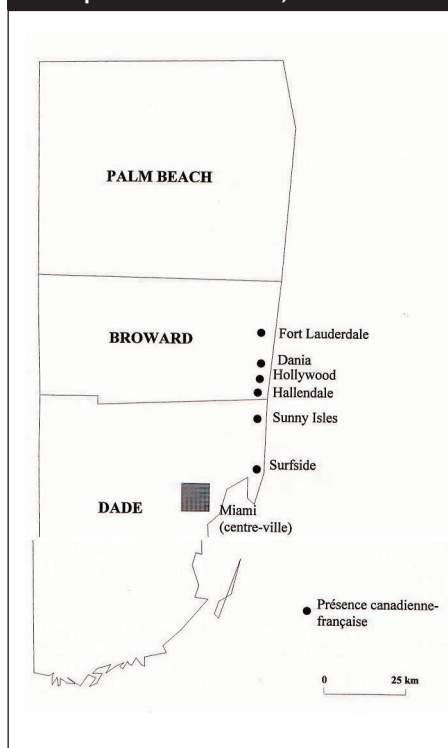 PALM BEACH
BROWARD
Fort Lauderdale
Dania
Hollywood
Hallendale
Sunny Isles
Surfside
DADE
Miami
(centre-ville)
Présence canadienne-
française
0 25 km